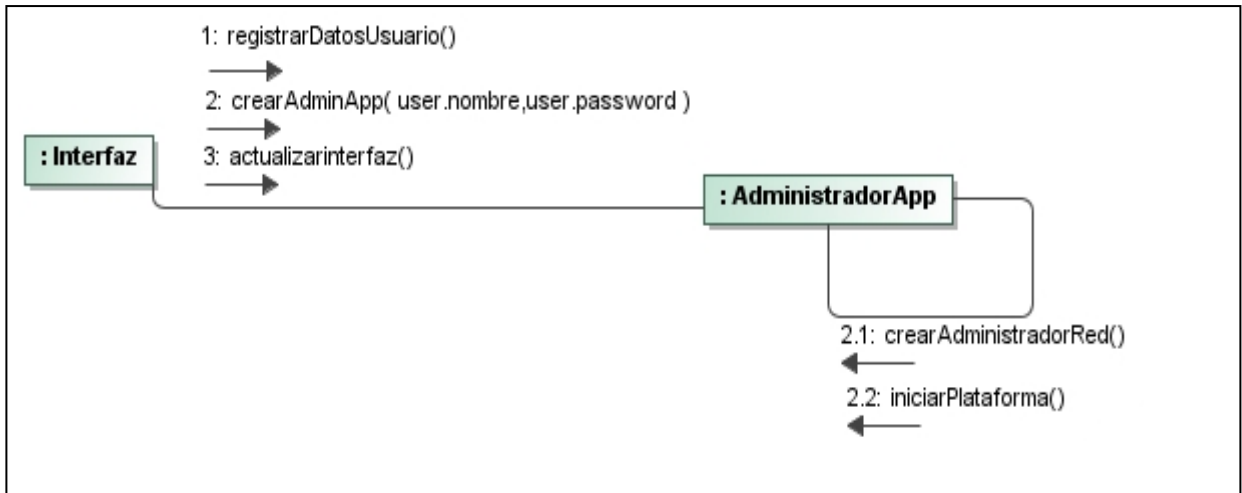 1: registrarDatosUsuario()
2: crearAdminApp( user.nombre,user.password )
3: actualizarinterfaz()
: Interfaz
: AdministradorApp
2.1: crearAdministradorRed()
2.2: iniciarPlataforma()